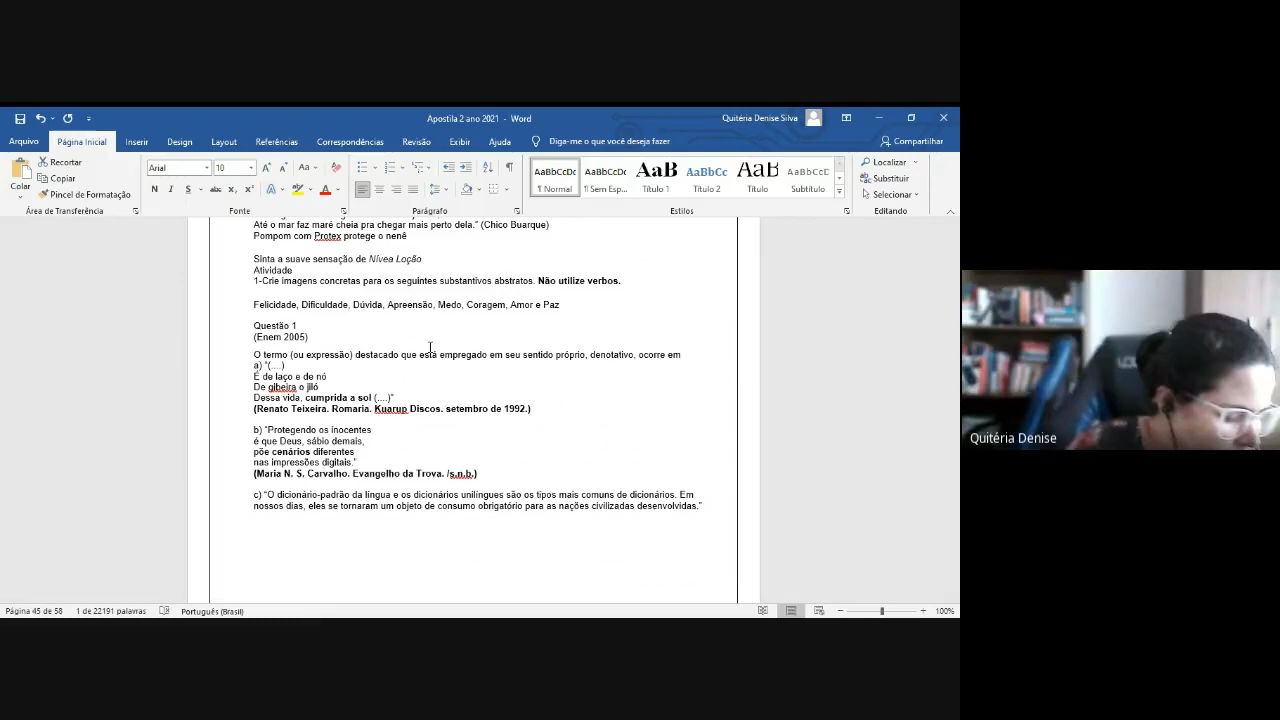 Apostila 2 ano 2021 - Word
Quitéria Denise Silva
Arquivo Página Inicial Inserir Design Layout Referências Correspondências Revisão Exibir Ajuda Diga-me o que você deseja fazer Compartilhar
Colar
Recortar
Copiar
Pincel de Formatação
Área de Transferência
Arial 10
N I S abc x₂ x²
Fonte
Parágrafo
AaBbCcDc AaBbCcDc AaB AaBbCc AaB AaBbCcD
¶ Normal ¶ Sem Esp... Título 1 Título 2 Título Subtítulo
Estilos
Localizar
Substituir
Selecionar
Editando
Até o mar faz maré cheia pra chegar mais perto dela." (Chico Buarque)
Pompom com Protex protege o nenê
Sinta a suave sensação de Nívea Loção
Atividade
1-Crie imagens concretas para os seguintes substantivos abstratos. Não utilize verbos.
Felicidade, Dificuldade, Dúvida, Apreensão, Medo, Coragem, Amor e Paz
Questão 1
(Enem 2005)
O termo (ou expressão) destacado que está empregado em seu sentido próprio, denotativo, ocorre em
a) "(....)
É de laço e de nó
De gibeira o jiló
Dessa vida, cumprida a sol (....)"
(Renato Teixeira. Romaria. Kuarup Discos. setembro de 1992.)
b) "Protegendo os inocentes
é que Deus, sábio demais,
põe cenários diferentes
nas impressões digitais."
(Maria N. S. Carvalho. Evangelho da Trova. /s.n.b.)
c) "O dicionário-padrão da língua e os dicionários unilíngues são os tipos mais comuns de dicionários. Em
nossos dias, eles se tornaram um objeto de consumo obrigatório para as nações civilizadas desenvolvidas."
Página 45 de 58 1 de 22191 palavras Português (Brasil) 100%
Quitéria Denise